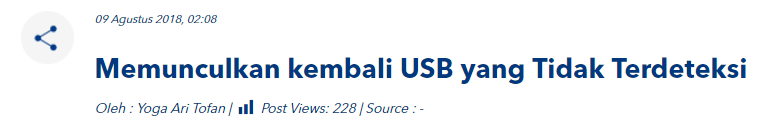 09 Agustus 2018, 02:08
Memunculkan kembali USB yang Tidak Terdeteksi
Oleh : Yoga Ari Tofan | Post Views: 228 | Source : -